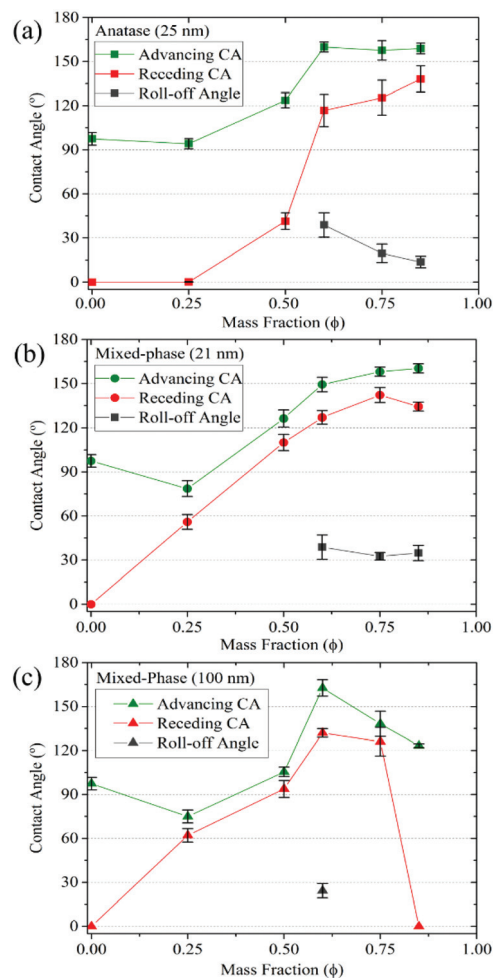 (a)
Anatase (25 nm)
Advancing CA
Receding CA
Roll-off Angle
Contact Angle (º)
180
150
120
90
60
30
0
0.00 0.25 0.50 0.75 1.00
Mass Fraction (ϕ)
(b)
Mixed-phase (21 nm)
Advancing CA
Receding CA
Roll-off Angle
Contact Angle (º)
180
150
120
90
60
30
0
0.00 0.25 0.50 0.75 1.00
Mass Fraction (ϕ)
(c)
Mixed-Phase (100 nm)
Advancing CA
Receding CA
Roll-off Angle
Contact Angle (º)
180
150
120
90
60
30
0
0.00 0.25 0.50 0.75 1.00
Mass Fraction (ϕ)